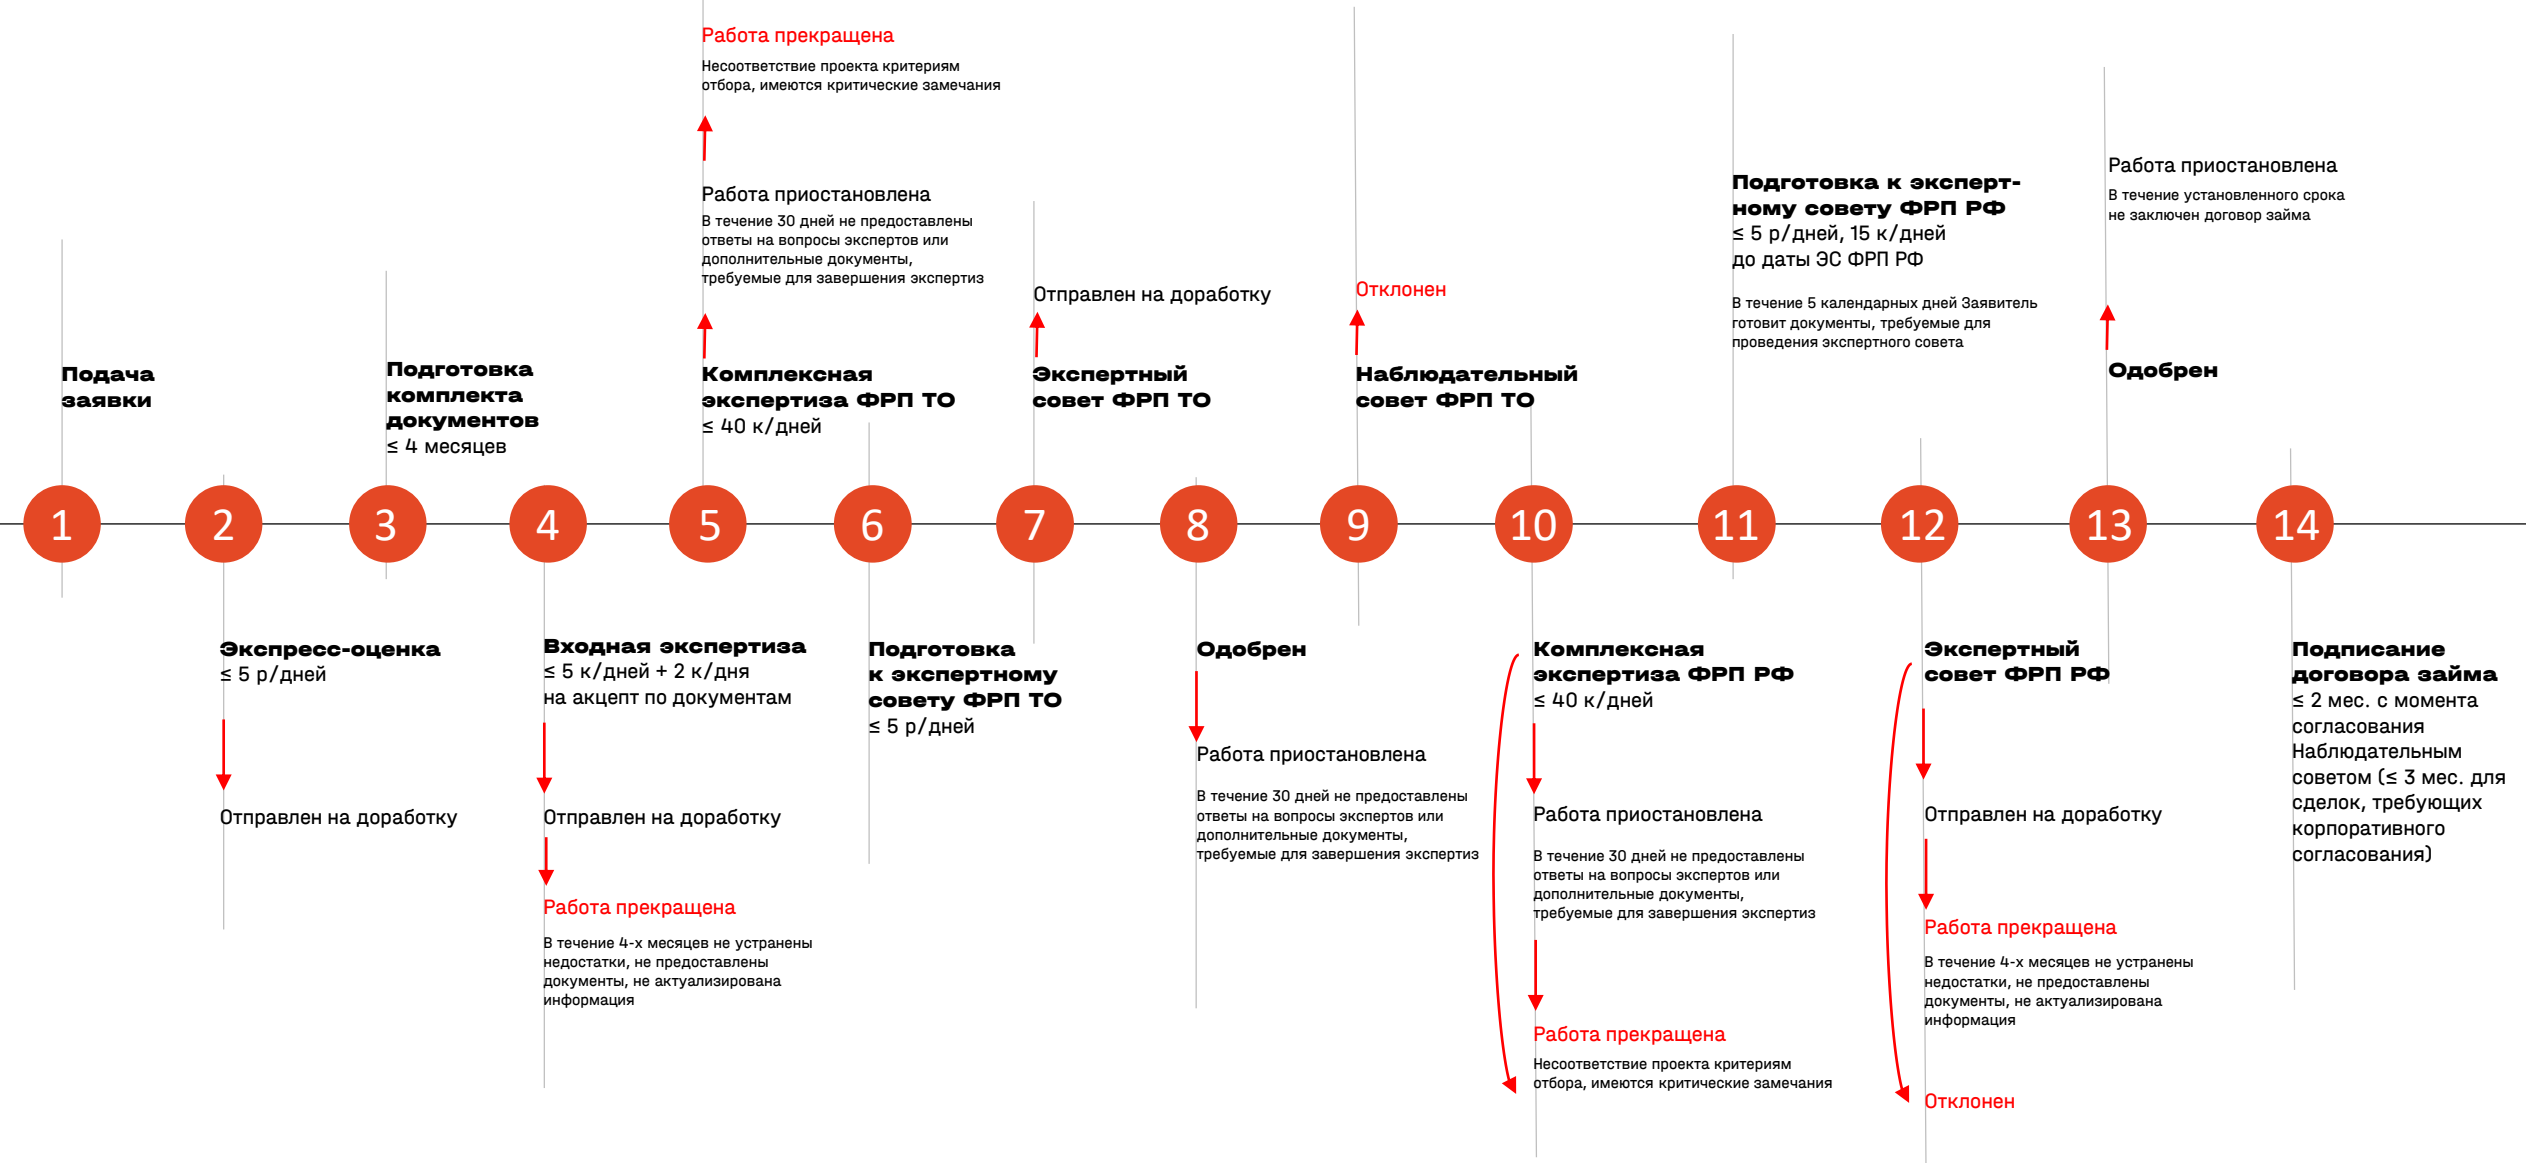 1
Подача
заявки
2
Экспресс-оценка
≤ 5 р/дней
Отправлен на доработку
3
Подготовка
комплекта
документов
≤ 4 месяцев
4
Входная экспертиза
≤ 5 к/дней + 2 к/дня
на акцепт по документам
Отправлен на доработку
Работа прекращена
В течение 4-х месяцев не устранены
недостатки, не предоставлены
документы, не актуализирована
информация
5
Работа прекращена
Несоответствие проекта критериям
отбора, имеются критические замечания
Работа приостановлена
В течение 30 дней не предоставлены
ответы на вопросы экспертов или
дополнительные документы,
требуемые для завершения экспертиз
Комплексная
экспертиза ФРП ТО
≤ 40 к/дней
6
Подготовка
к экспертному
совету ФРП ТО
≤ 5 р/дней
7
Отправлен на доработку
Экспертный
совет ФРП ТО
8
Одобрен
Работа приостановлена
В течение 30 дней не предоставлены
ответы на вопросы экспертов или
дополнительные документы,
требуемые для завершения экспертиз
9
Отклонен
Наблюдательный
совет ФРП ТО
10
Комплексная
экспертиза ФРП РФ
≤ 40 к/дней
Работа приостановлена
В течение 30 дней не предоставлены
ответы на вопросы экспертов или
дополнительные документы,
требуемые для завершения экспертиз
Работа прекращена
Несоответствие проекта критериям
отбора, имеются критические замечания
11
Подготовка к эксперт-
ному совету ФРП РФ
≤ 5 р/дней, 15 к/дней
до даты ЭС ФРП РФ
В течение 5 календарных дней Заявитель
готовит документы, требуемые для
проведения экспертного совета
12
Экспертный
совет ФРП РФ
Отправлен на доработку
Работа прекращена
В течение 4-х месяцев не устранены
недостатки, не предоставлены
документы, не актуализирована
информация
Отклонен
13
Работа приостановлена
В течение установленного срока
не заключен договор займа
Одобрен
14
Подписание
договора займа
≤ 2 мес. с момента
согласования
Наблюдательным
советом (≤ 3 мес. для
сделок, требующих
корпоративного
согласования)